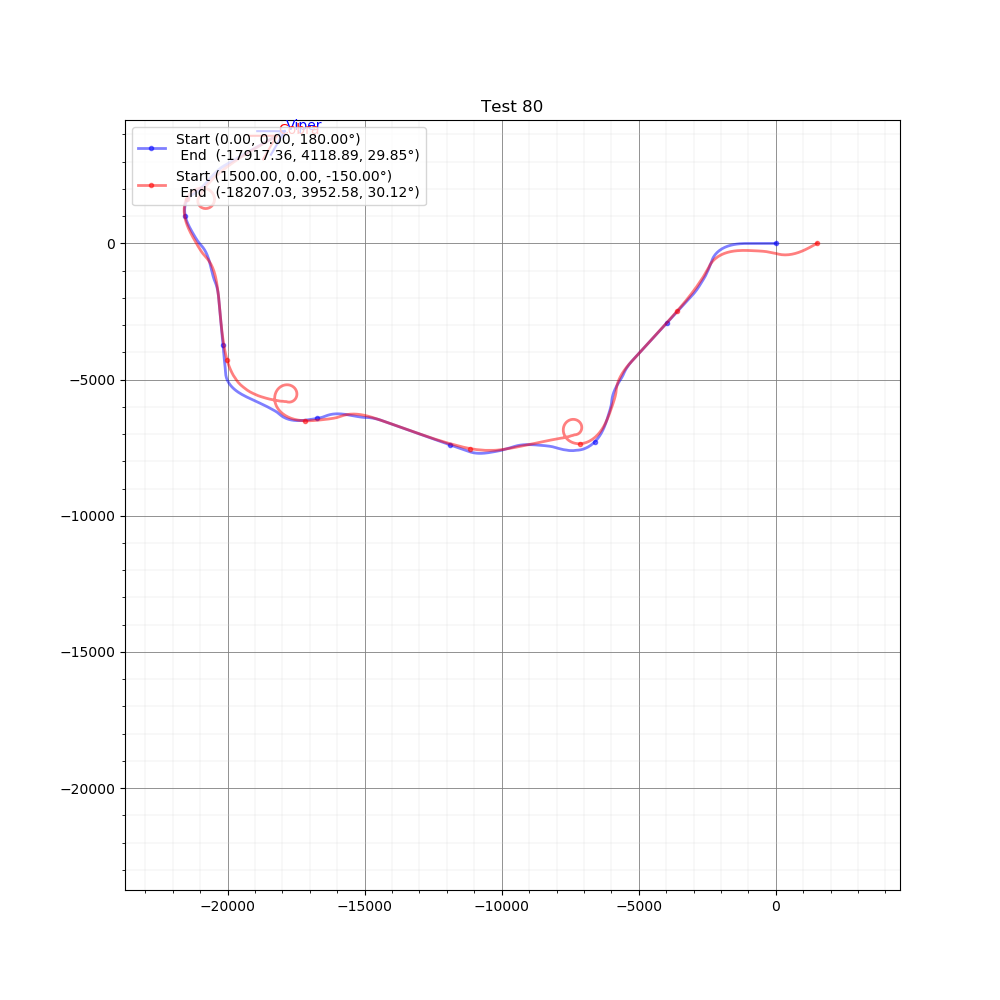 Test 80
Viper
Start (0.00, 0.00, 180.00°)
End  (-17917.36, 4118.89, 29.85°)
Start (1500.00, 0.00, -150.00°)
End  (-18207.03, 3952.58, 30.12°)
0
−5000
−10000
−15000
−20000
−20000
−15000
−10000
−5000
0